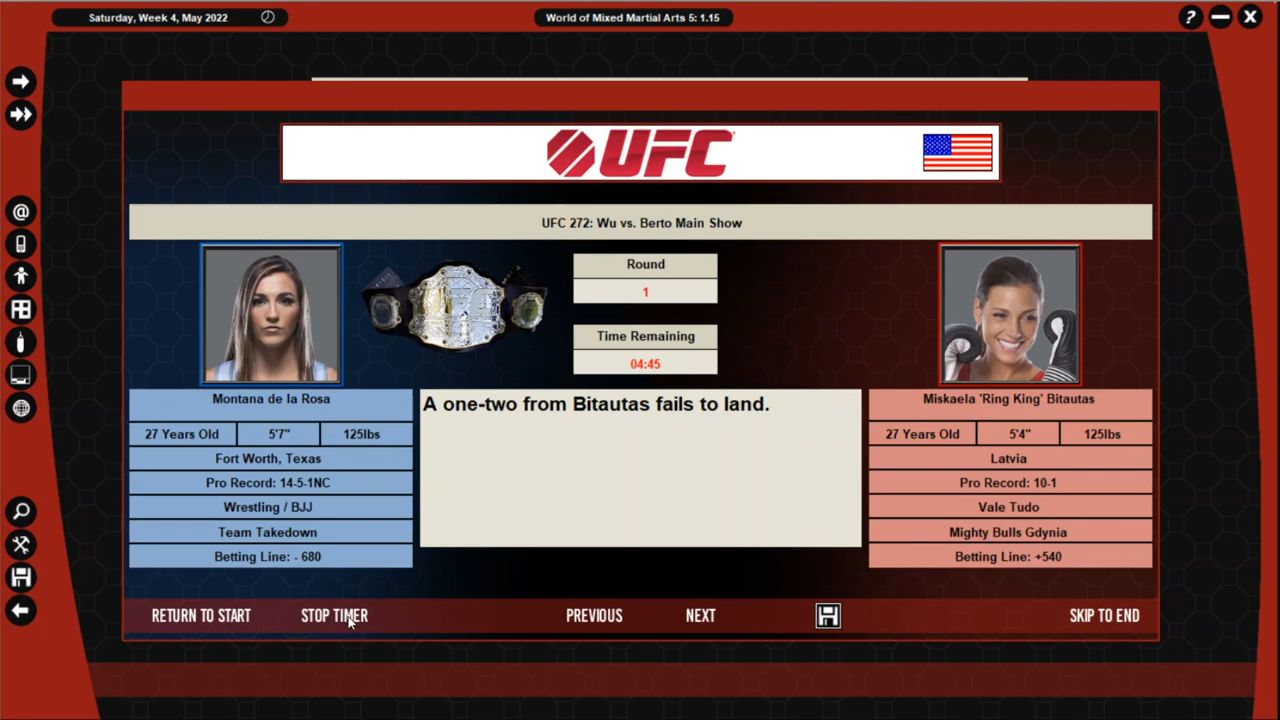 Saturday, Week 4, May 2022
World of Mixed Martial Arts 5: 1.15
?
X
@
UFC
UFC 272: Wu vs. Berto Main Show
Round
1
Time Remaining
04:45
Montana de la Rosa
27 Years Old
5'7"
125lbs
Fort Worth, Texas
Pro Record: 14-5-1NC
Wrestling / BJJ
Team Takedown
Betting Line: - 680
A one-two from Bitautas fails to land.
Miskaela 'Ring King' Bitautas
27 Years Old
5'4"
125lbs
Latvia
Pro Record: 10-1
Vale Tudo
Mighty Bulls Gdynia
Betting Line: +540
RETURN TO START
STOP TIMER
PREVIOUS
NEXT
SKIP TO END